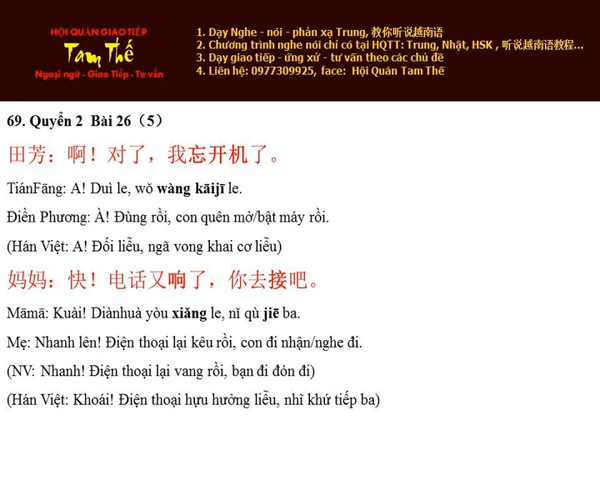 HỘI QUÁN GIAO TIẾP
Tam Thế
Ngoại ngữ - Giao Tiếp - Tư vấn
1. Dạy Nghe - nói - phản xạ Trung, 教你听说越南语
2. Chương trình nghe nói chỉ có tại HQTT: Trung, Nhật, HSK , 听说越南语教程...
3. Dạy giao tiếp - ứng xử - tư vấn theo các chủ đề
4. Liên hệ: 0977309925, face: Hội Quán Tam Thế
69. Quyển 2 Bài 26（5）
田芳：啊！对了，我忘开机了。
TiánFāng: A! Duì le, wǒ wàng kāijī le.
Điền Phương: À! Đùng rồi, con quên mở/bật máy rồi.
(Hán Việt: A! Đối liễu, ngã vong khai cơ liễu)
妈妈：快！电话又响了，你去接吧。
Māmā: Kuài! Diànhuà yòu xiǎng le, nǐ qù jiē ba.
Mẹ: Nhanh lên! Điện thoại lại kêu rồi, con đi nhận/nghe đi.
(NV: Nhanh! Điện thoại lại vang rồi, bạn đi đón đi)
(Hán Việt: Khoái! Điện thoại hựu hưởng liễu, nhĩ khứ tiếp ba)